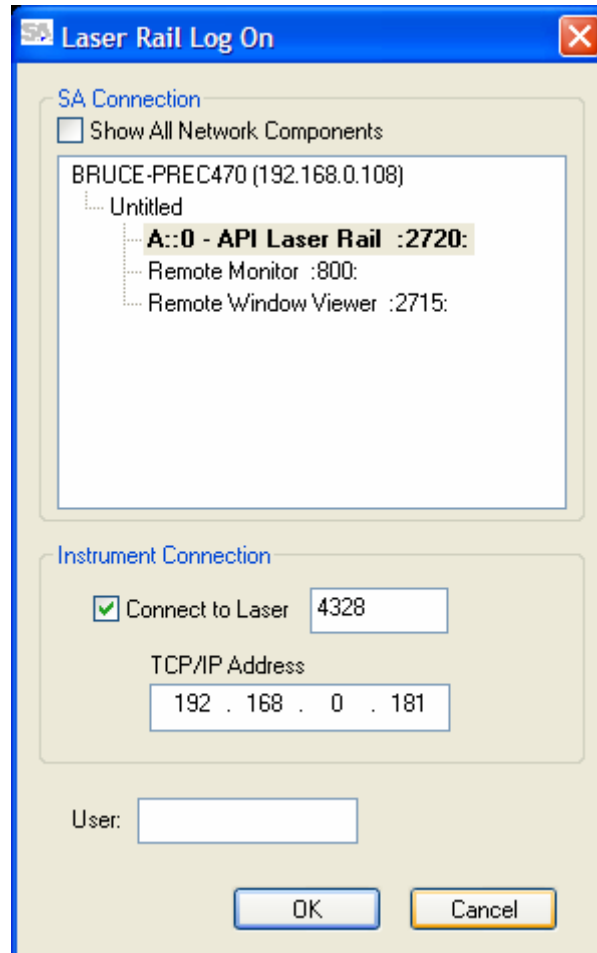 SA Laser Rail Log On
SA Connection
Show All Network Components
BRUCE-PREC470 (192.168.0.108)
Untitled
A::0 - API Laser Rail :2720:
Remote Monitor :800:
Remote Window Viewer :2715:
Instrument Connection
Connect to Laser 4328
TCP/IP Address
192 . 168 . 0 . 181
User:
OK Cancel